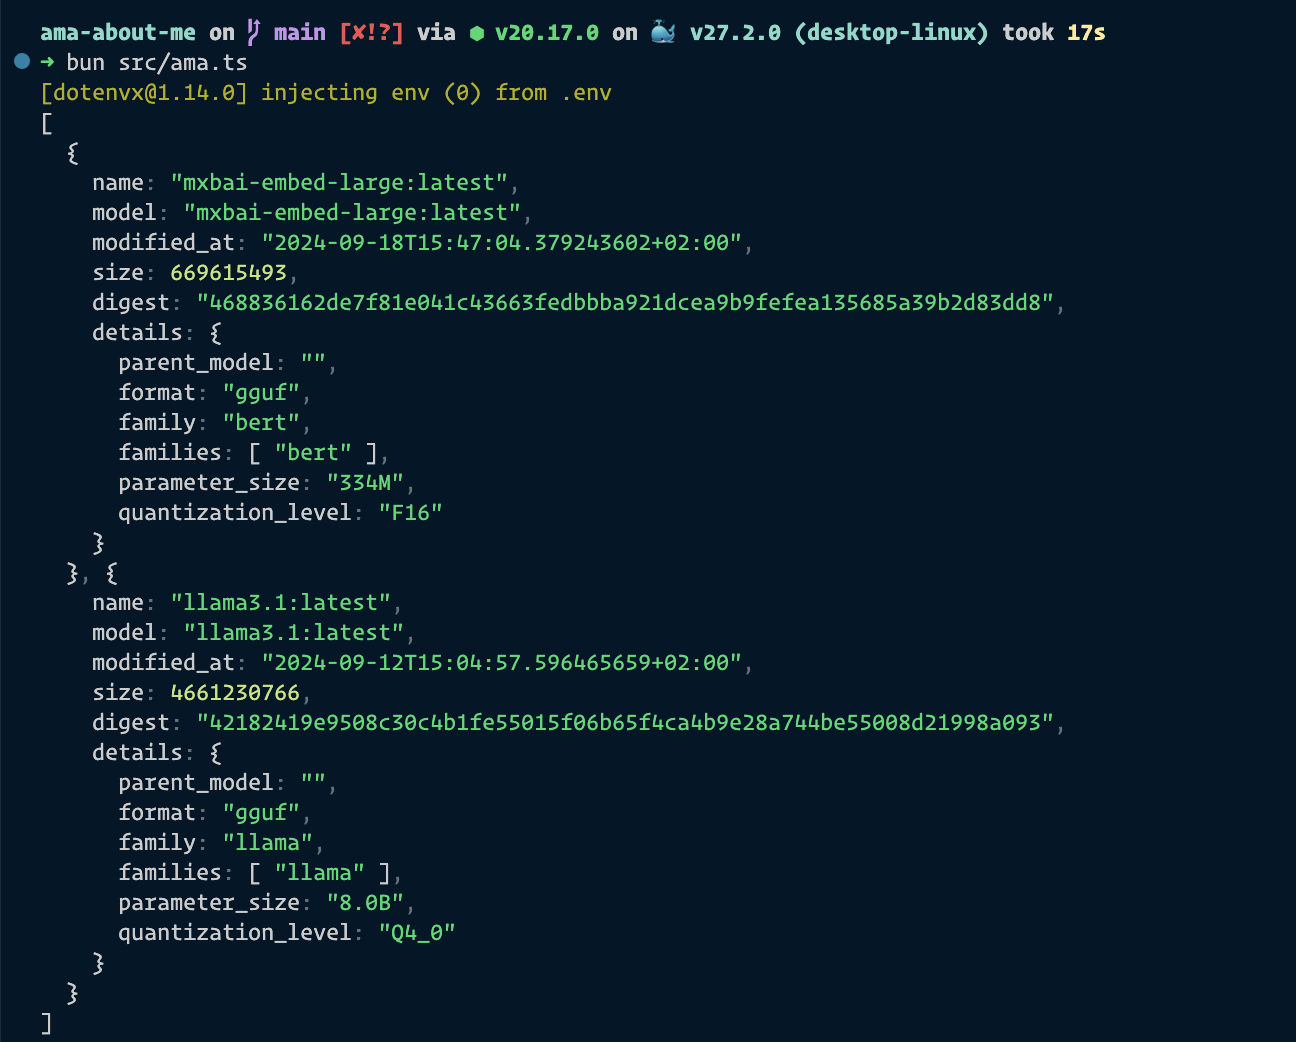 ama-about-me on main [✘!?] via ⬢ v20.17.0 on 🐳 v27.2.0 (desktop-linux) took 17s
➜ bun src/ama.ts
[dotenvx@1.14.0] injecting env (0) from .env
[
  {
    name: "mxbai-embed-large:latest",
    model: "mxbai-embed-large:latest",
    modified_at: "2024-09-18T15:47:04.379243602+02:00",
    size: 669615493,
    digest: "468836162de7f81e041c43663fedbbba921dcea9b9fefea135685a39b2d83dd8",
    details: {
      parent_model: "",
      format: "gguf",
      family: "bert",
      families: [ "bert" ],
      parameter_size: "334M",
      quantization_level: "F16"
    }
  }, {
    name: "llama3.1:latest",
    model: "llama3.1:latest",
    modified_at: "2024-09-12T15:04:57.596465659+02:00",
    size: 4661230766,
    digest: "42182419e9508c30c4b1fe55015f06b65f4ca4b9e28a744be55008d21998a093",
    details: {
      parent_model: "",
      format: "gguf",
      family: "llama",
      families: [ "llama" ],
      parameter_size: "8.0B",
      quantization_level: "Q4_0"
    }
  }
]